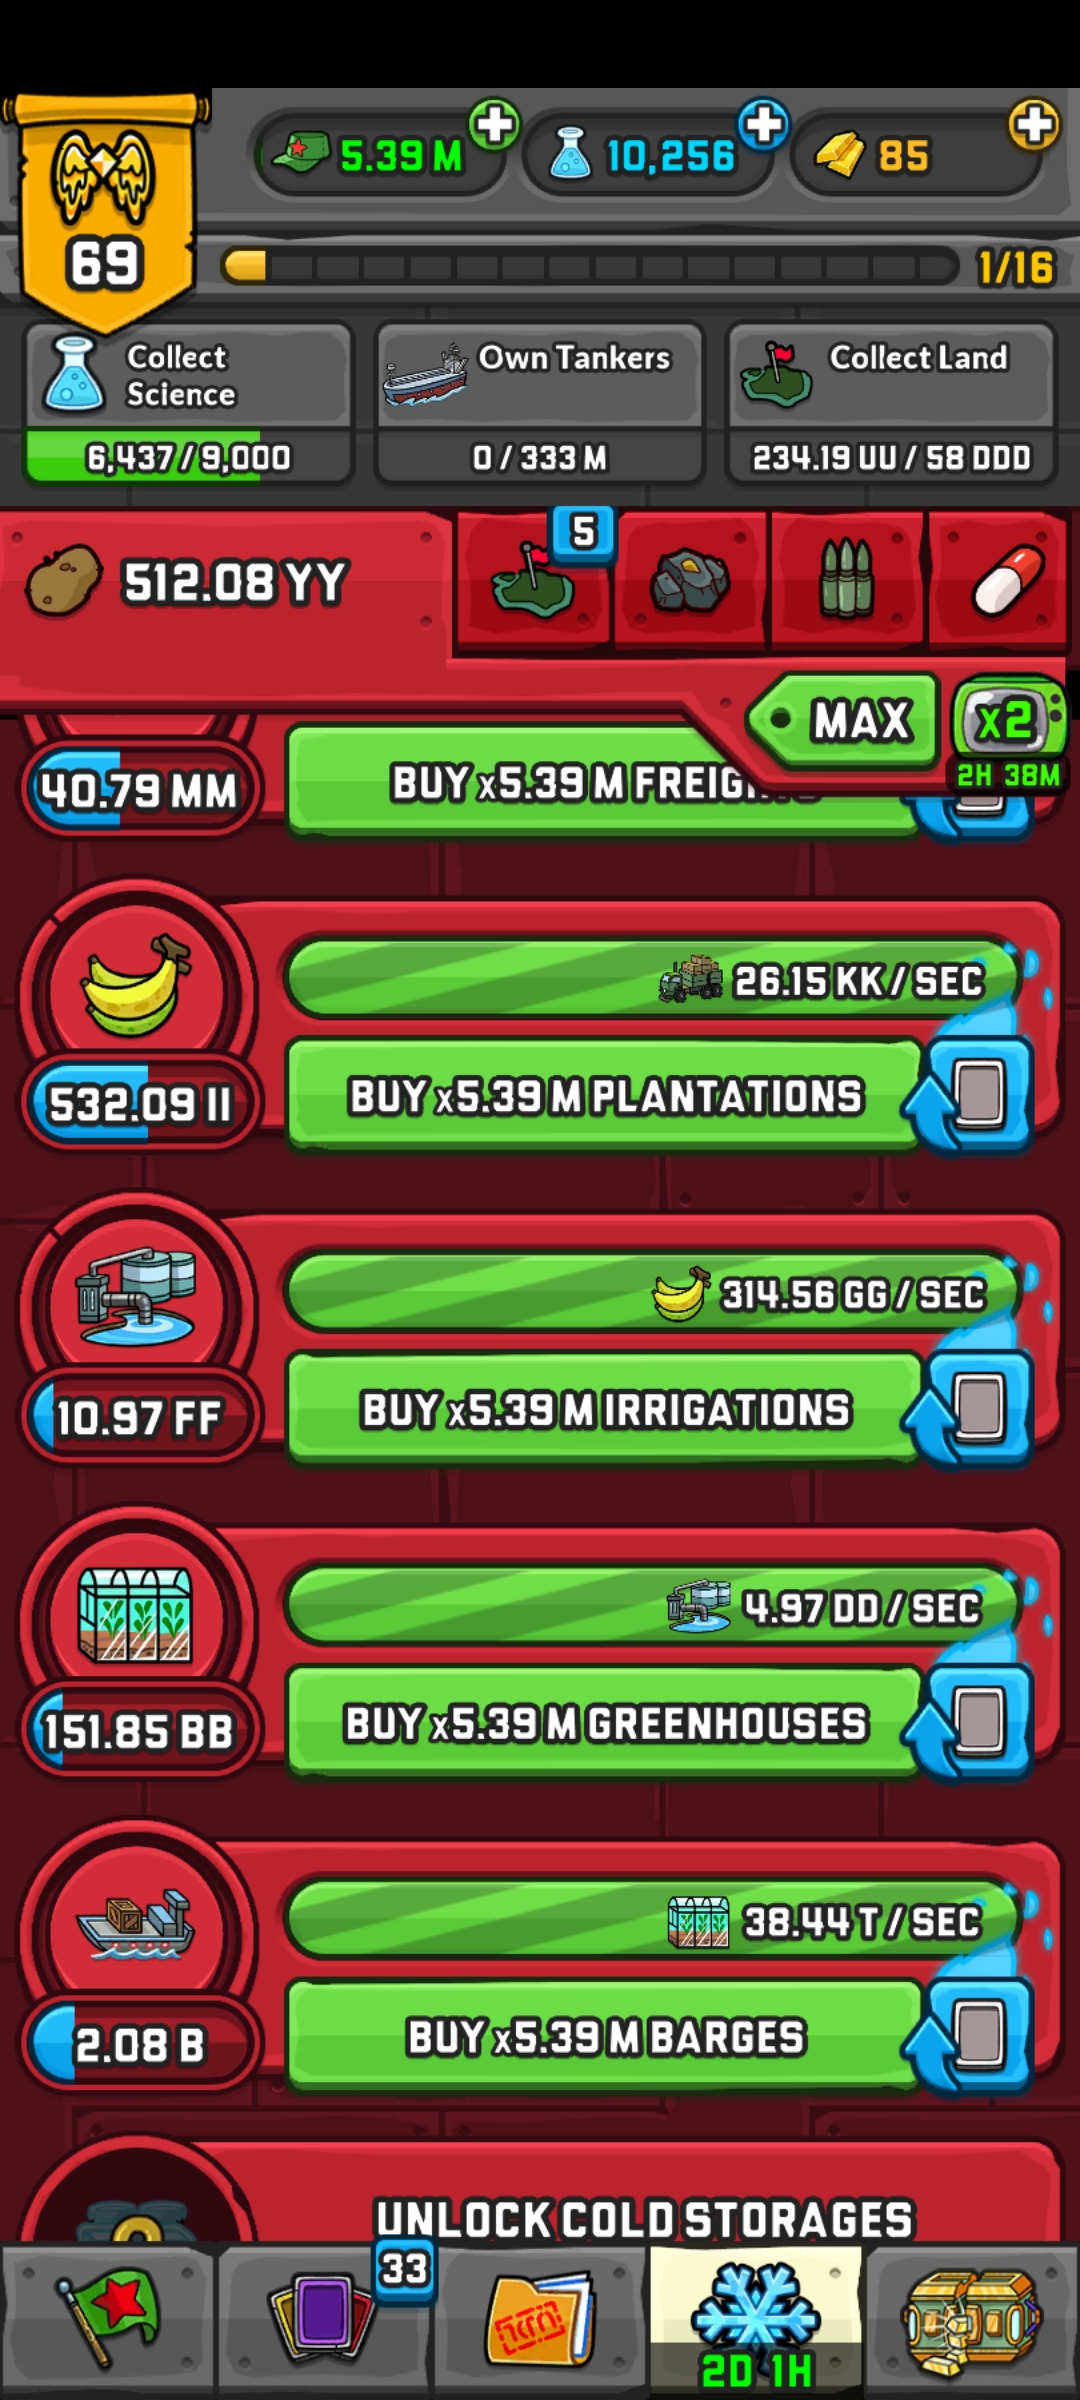 5.39 M
10,256
85
69
1/16
Collect
Science
6,437/9,000
Own Tankers
0/333 M
Collect Land
234.19 UU/58 DDD
512.08 YY
5
MAX
x2
2H 38M
40.79 MM
BUY x5.39 M
26.15 KK/SEC
532.09 II
BUY x5.39 M PLANTATIONS
314.56 GG/SEC
10.97 FF
BUY x5.39 M IRRIGATIONS
4.97 DD/SEC
151.85 BB
BUY x5.39 M GREENHOUSES
38.44 T/SEC
2.08 B
BUY x5.39 M BARGES
UNLOCK COLD STORAGES
33
2D 1H